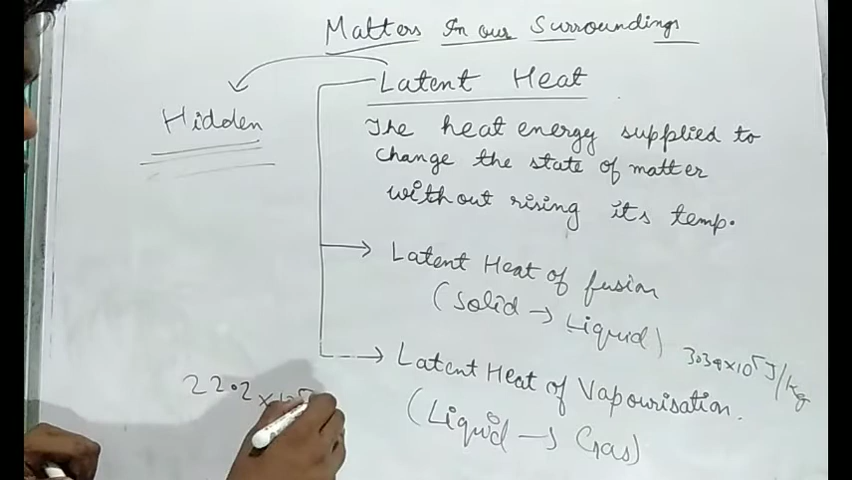 Matters In our Surroundings
Latent Heat
Hidden
The heat energy supplied to
change the state of matter
without rising its temp.
Latent Heat of fusion
(Solid → Liquid)
3.34×10⁵ J/Kg
Latent Heat of Vapourisation.
(Liquid → Gas)
22.2×10⁵